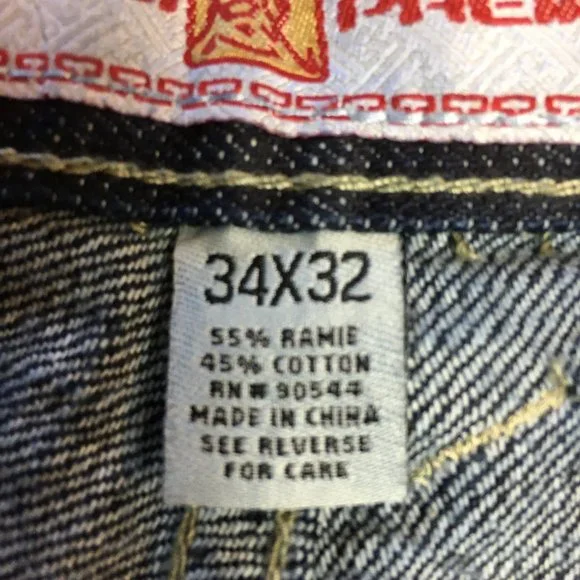 34X32
55% RAMIE
45% COTTON
RN# 90544
MADE IN CHINA
SEE REVERSE
FOR CARE